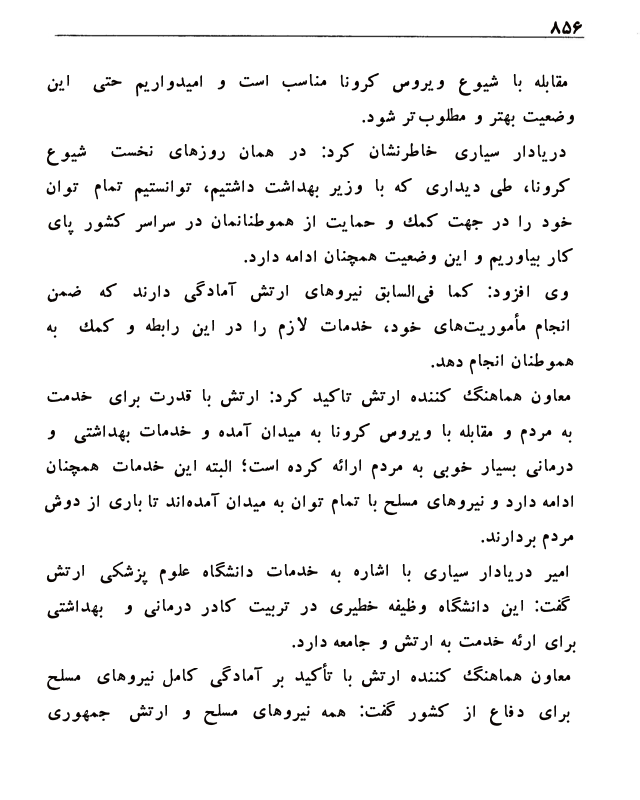 ۸۵۶
مقابله با شیوع ویروس کرونا مناسب است و امیدواریم حتی این
وضعیت بهتر و مطلوب‌تر شود.
دریادار سیاری خاطرنشان کرد: در همان روزهای نخست شیوع
کرونا، طی دیداری که با وزیر بهداشت داشتیم، توانستیم تمام توان
خود را در جهت کمک و حمایت از هموطنانمان در سراسر کشور پای
کار بیاوریم و این وضعیت همچنان ادامه دارد.
وی افزود: کما فی‌السابق نیروهای ارتش آمادگی دارند که ضمن
انجام مأموریت‌های خود، خدمات لازم را در این رابطه و کمک به
هموطنان انجام دهد.
معاون هماهنگ کننده ارتش تاکید کرد: ارتش با قدرت برای خدمت
به مردم و مقابله با ویروس کرونا به میدان آمده و خدمات بهداشتی و
درمانی بسیار خوبی به مردم ارائه کرده است؛ البته این خدمات همچنان
ادامه دارد و نیروهای مسلح با تمام توان به میدان آمده‌اند تا باری از دوش
مردم بردارند.
امیر دریادار سیاری با اشاره به خدمات دانشگاه علوم پزشکی ارتش
گفت: این دانشگاه وظیفه خطیری در تربیت کادر درمانی و بهداشتی
برای ارئه خدمت به ارتش و جامعه دارد.
معاون هماهنگ کننده ارتش با تأکید بر آمادگی کامل نیروهای مسلح
برای دفاع از کشور گفت: همه نیروهای مسلح و ارتش جمهوری